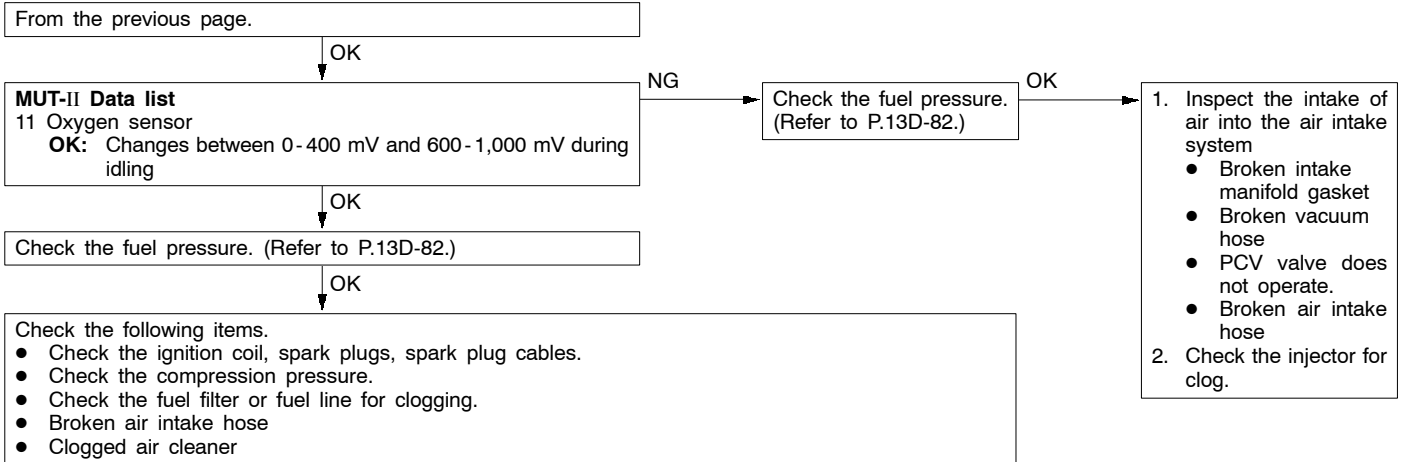 From the previous page.
OK
MUT-II Data list
11 Oxygen sensor
OK: Changes between 0-400 mV and 600-1,000 mV during
idling
NG
Check the fuel pressure.
(Refer to P.13D-82.)
OK
1. Inspect the intake of
air into the air intake
system
● Broken intake
manifold gasket
● Broken vacuum
hose
● PCV valve does
not operate.
● Broken air intake
hose
2. Check the injector for
clog.
OK
Check the fuel pressure. (Refer to P.13D-82.)
OK
Check the following items.
● Check the ignition coil, spark plugs, spark plug cables.
● Check the compression pressure.
● Check the fuel filter or fuel line for clogging.
● Broken air intake hose
● Clogged air cleaner